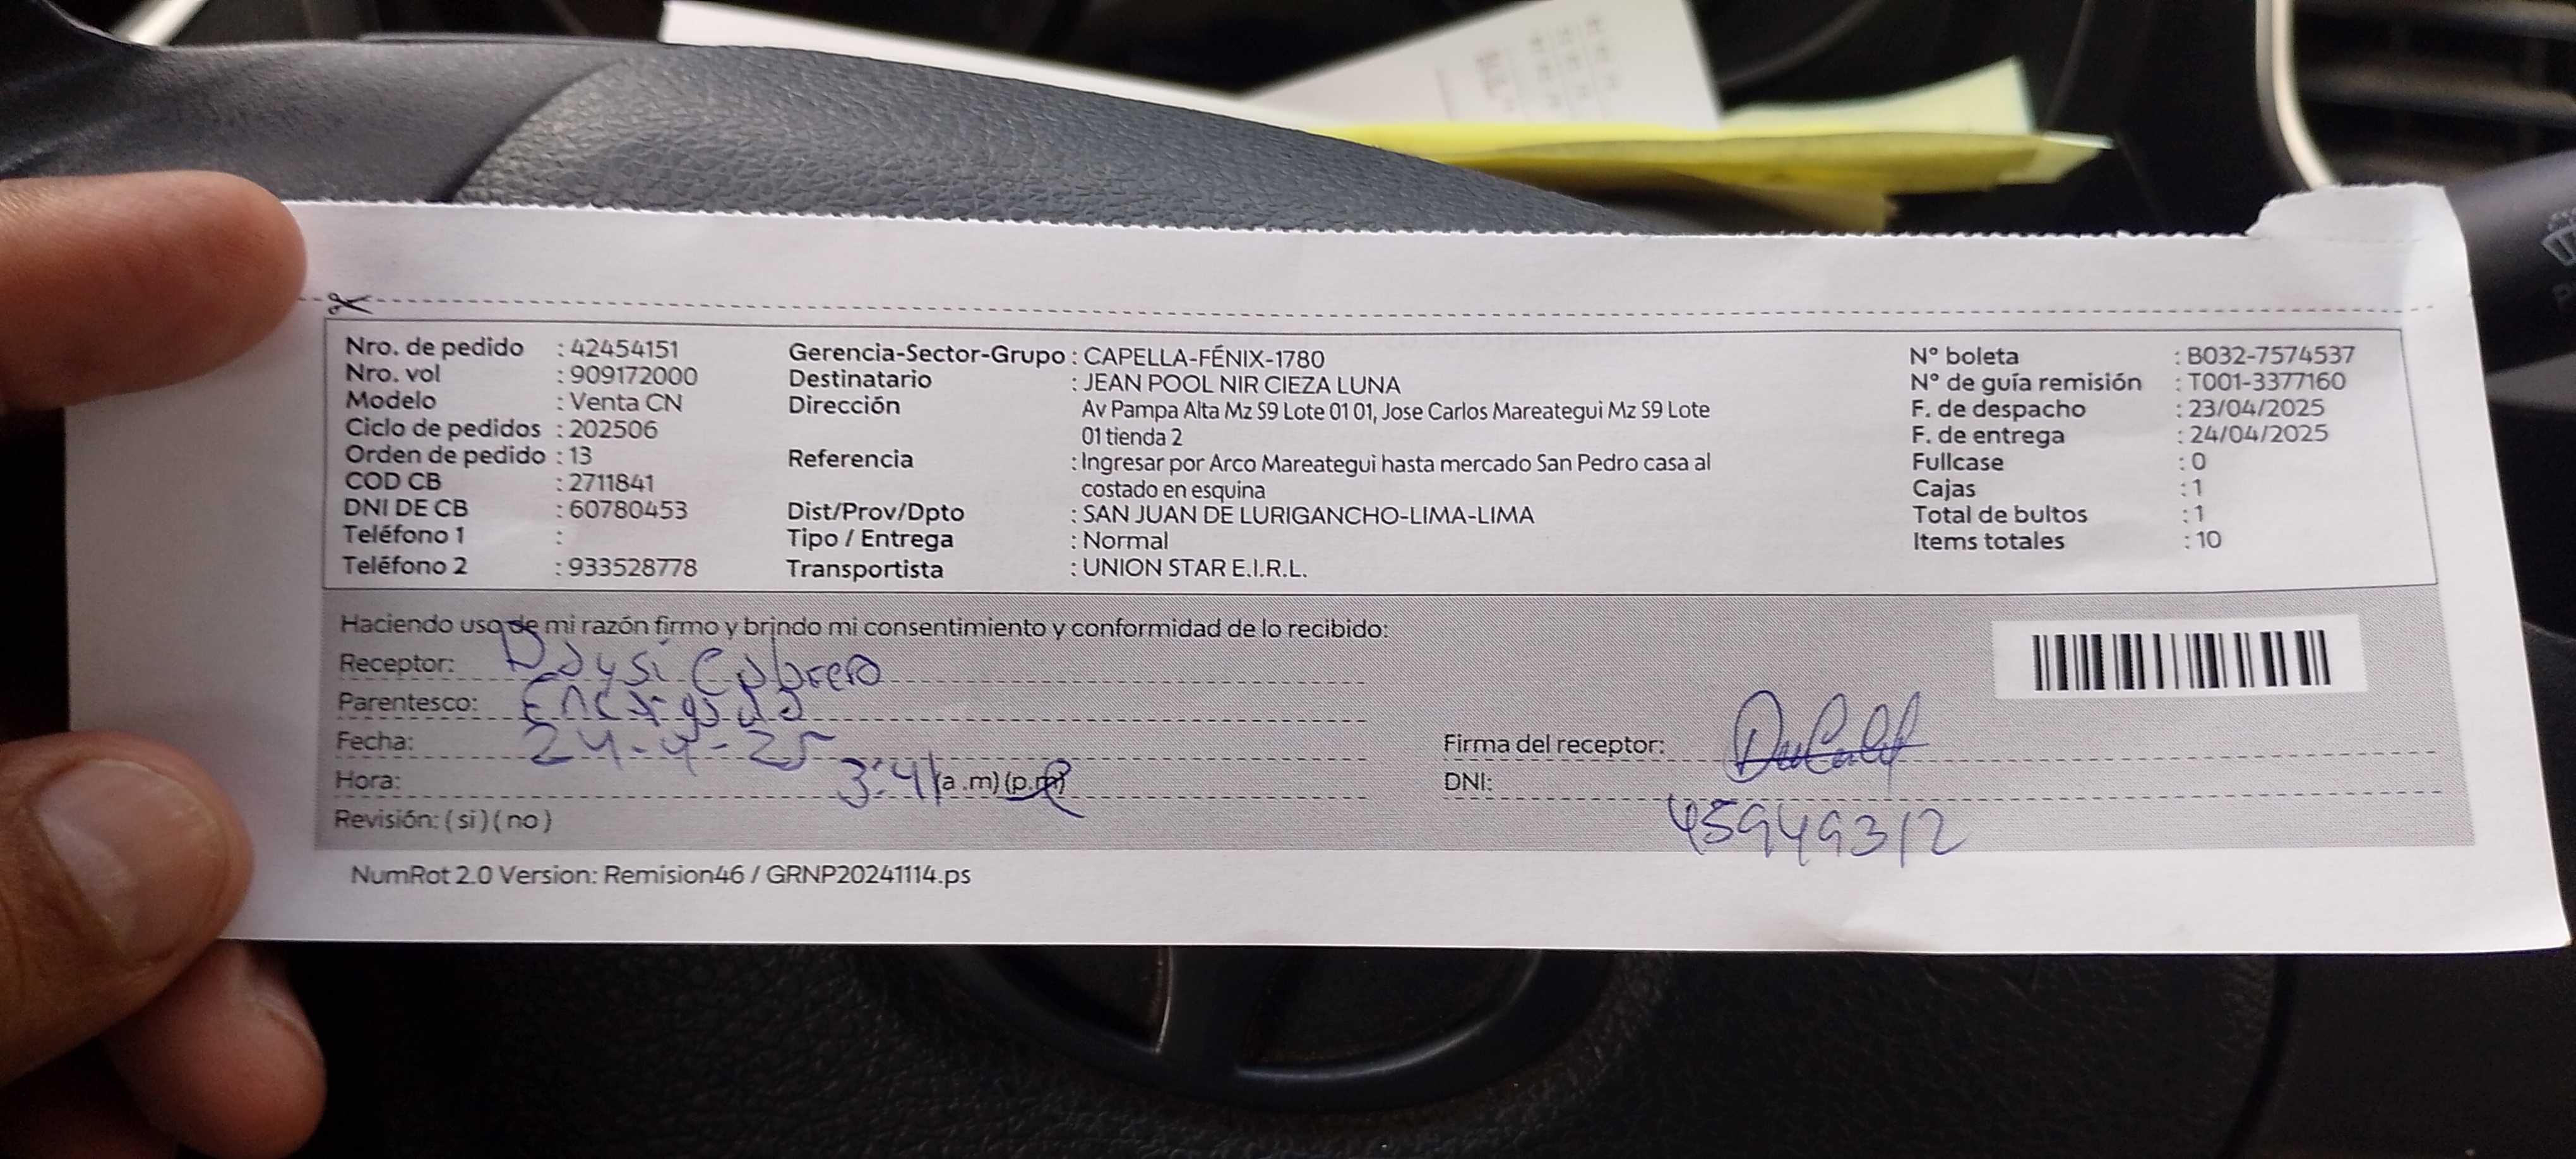 Nro. de pedido : 42454151
Nro. vol : 909172000
Modelo : Venta CN
Ciclo de pedidos : 202506
Orden de pedido : 13
COD CB : 2711841
DNI DE CB : 60780453
Teléfono 1 :
Teléfono 2 : 933528778
Gerencia-Sector-Grupo : CAPELLA-FÉNIX-1780
Destinatario : JEAN POOL NIR CIEZA LUNA
Dirección Av Pampa Alta Mz S9 Lote 01 01, Jose Carlos Mareategui Mz S9 Lote
01 tienda 2
Referencia : Ingresar por Arco Mareategui hasta mercado San Pedro casa al
costado en esquina
Dist/Prov/Dpto : SAN JUAN DE LURIGANCHO-LIMA-LIMA
Tipo / Entrega : Normal
Transportista : UNION STAR E.I.R.L.
N° boleta : B032-7574537
N° de guía remisión : T001-3377160
F. de despacho : 23/04/2025
F. de entrega : 24/04/2025
Fullcase : 0
Cajas : 1
Total de bultos : 1
Items totales : 10
Haciendo uso de mi razón firmo y brindo mi consentimiento y conformidad de lo recibido:
Receptor: Daysi Cabrera
Parentesco: Encargada
Fecha: 24-4-25
Hora: 3:41 (a .m) (p.m)
Revisión: ( si ) ( no )
Firma del receptor:
DNI: 45949312
NumRot 2.0 Version: Remision46 / GRNP20241114.ps